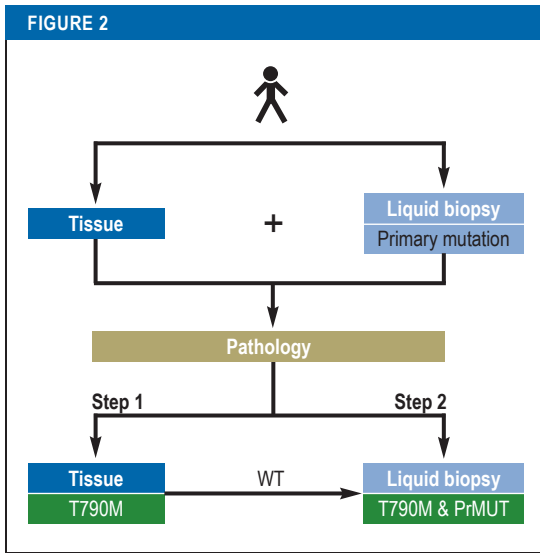 FIGURE 2
Tissue
+
Liquid biopsy
Primary mutation
Pathology
Step 1
Step 2
Tissue
T790M
WT
Liquid biopsy
T790M & PrMUT